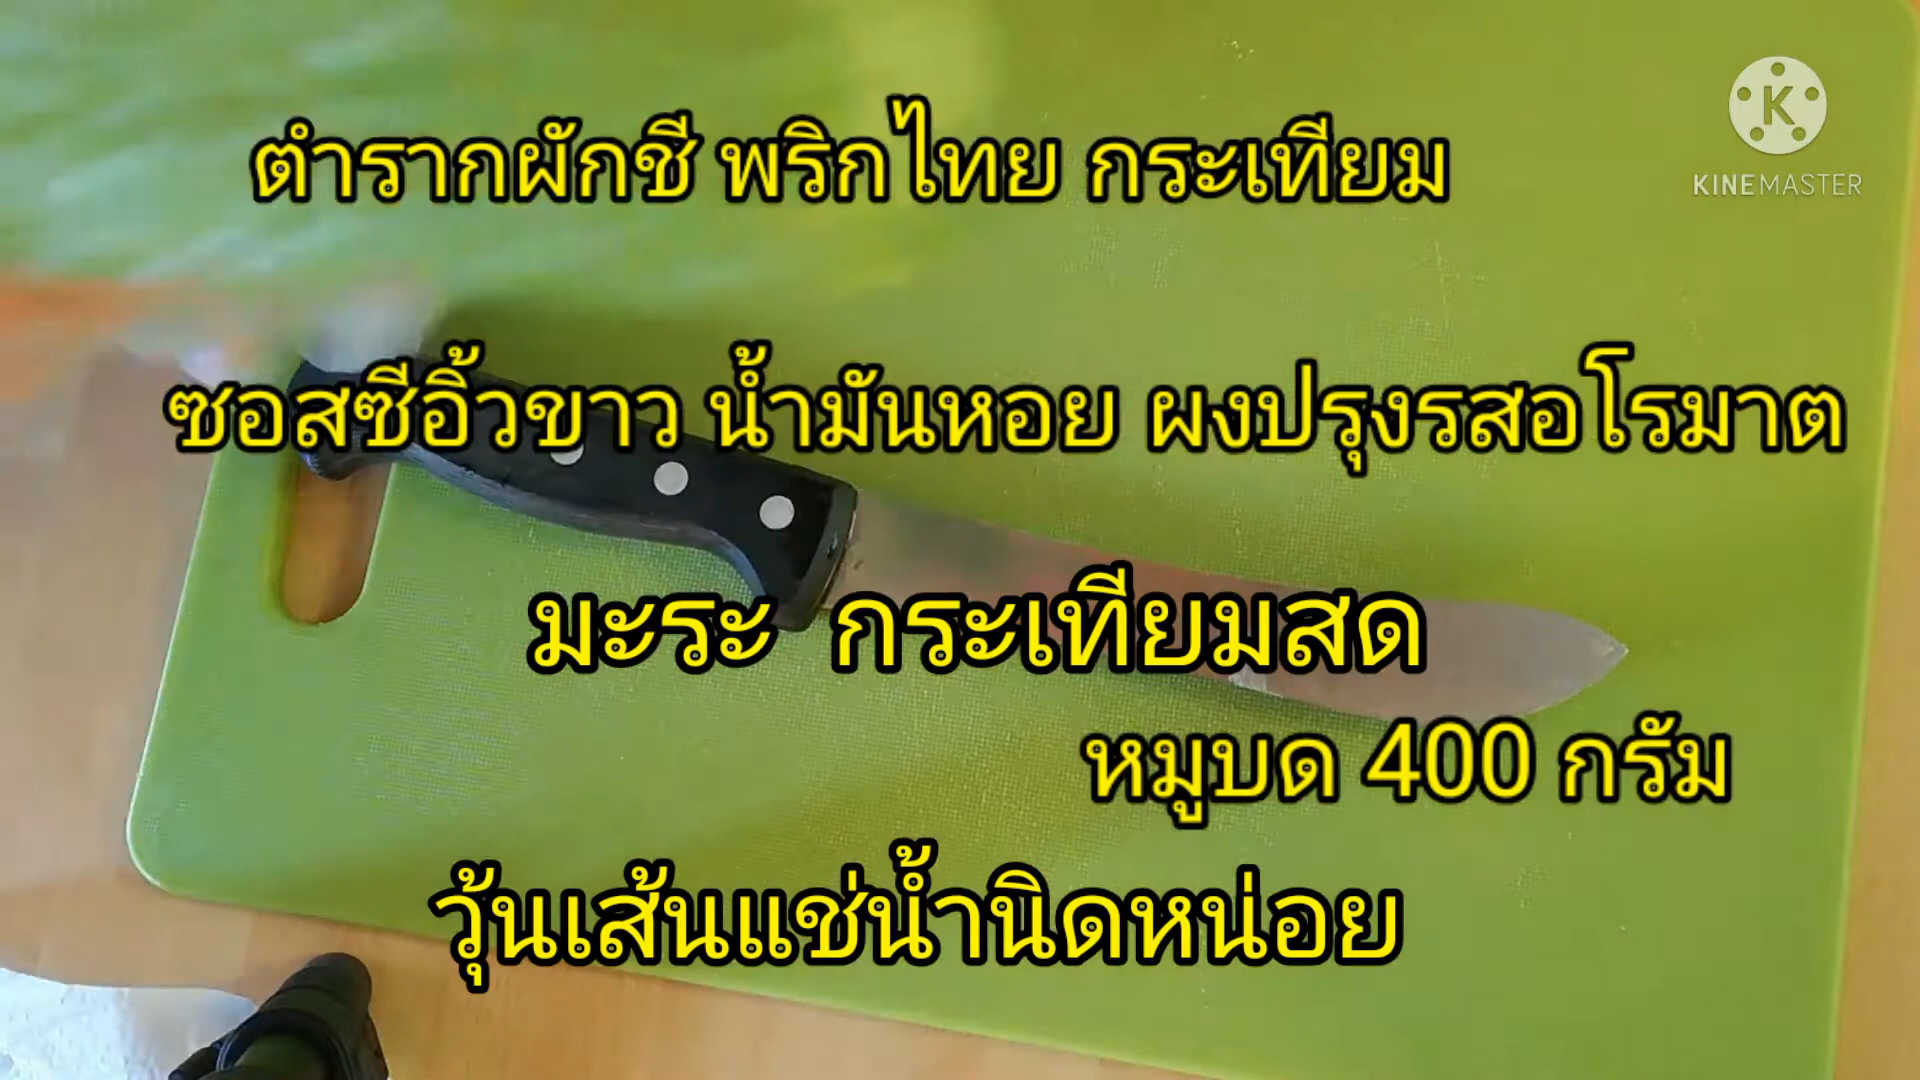 ตำรากผักชี พริกไทย กระเทียม
KINEMASTER
ซอสซีอิ้วขาว น้ำมันหอย ผงปรุงรสอโรมาต
มะระ กระเทียมสด
หมูบด 400 กรัม
วุ้นเส้นแช่น้ำนิดหน่อย